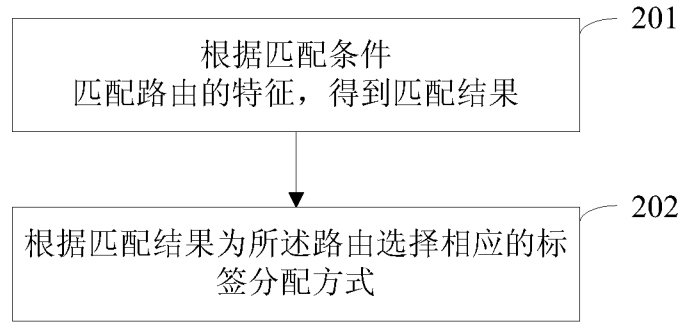 201
根据匹配条件
匹配路由的特征，得到匹配结果
202
根据匹配结果为所述路由选择相应的标
签分配方式